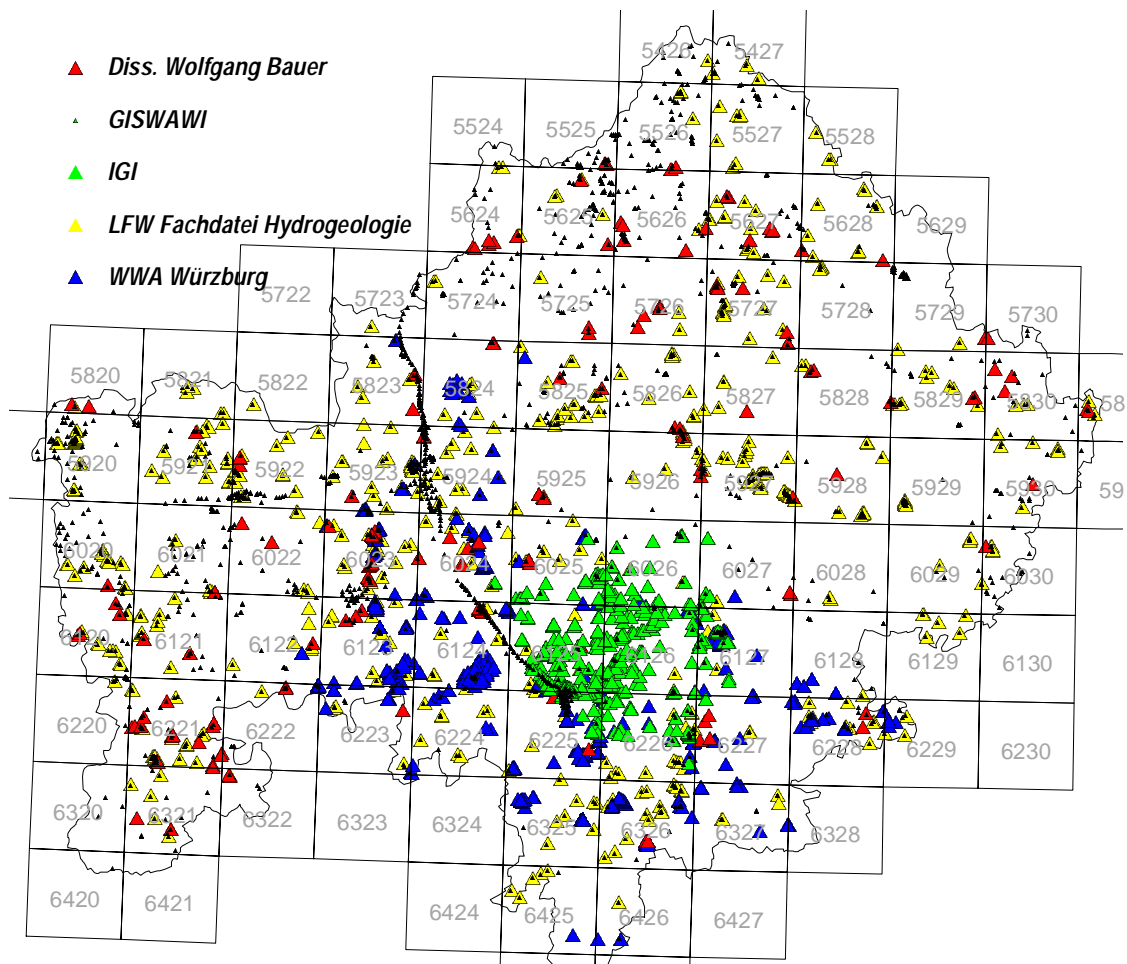 5426 5427
Diss. Wolfgang Bauer
GISWAWI
5524 5525 5526 5527 5528
IGI
LFW Fachdatei Hydrogeologie
5624 5625 5626 5627 5628 5629
WWA Würzburg
5722 5723 5724 5725 5726 5727 5728 5729 5730
5820 5821 5822 5823 5824 5825 5826 5827 5828 5829 5830 58
5920 5921 5922 5923 5924 5925 5926 5927 5928 5929 5930 59
6020 6021 6022 6023 6024 6025 6026 6027 6028 6029 6030
6120 6121 6122 6123 6124 6125 6126 6127 6128 6129 6130
6220 6221 6222 6223 6224 6225 6226 6227 6228 6229 6230
6320 6321 6322 6323 6324 6325 6326 6327 6328
6420 6421 6424 6425 6426 6427